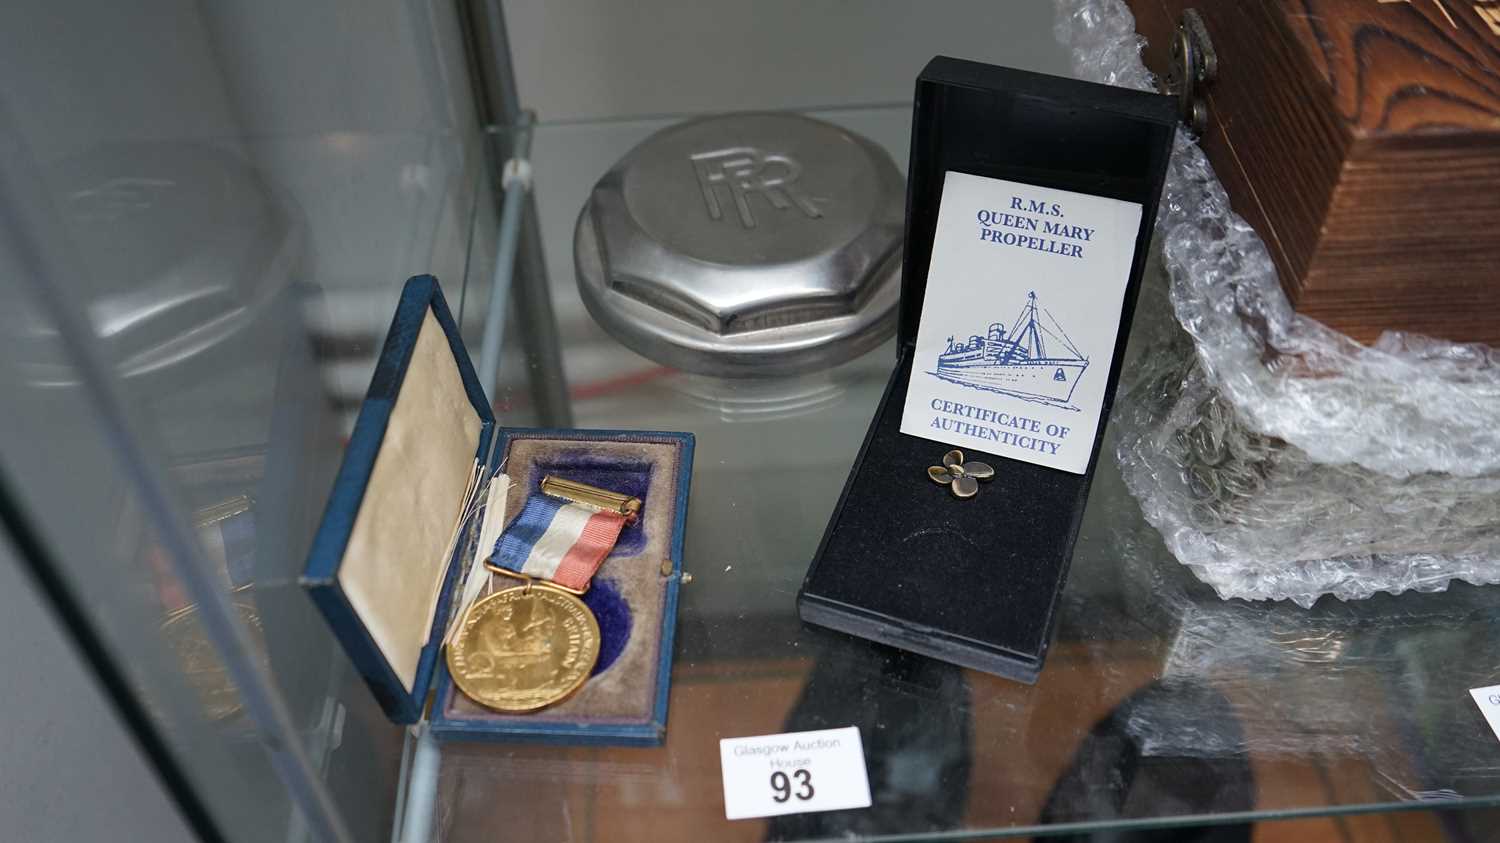 RR
R.M.S.
QUEEN MARY
PROPELLER
CERTIFICATE OF
AUTHENTICITY
Glasgow Auction
House
93